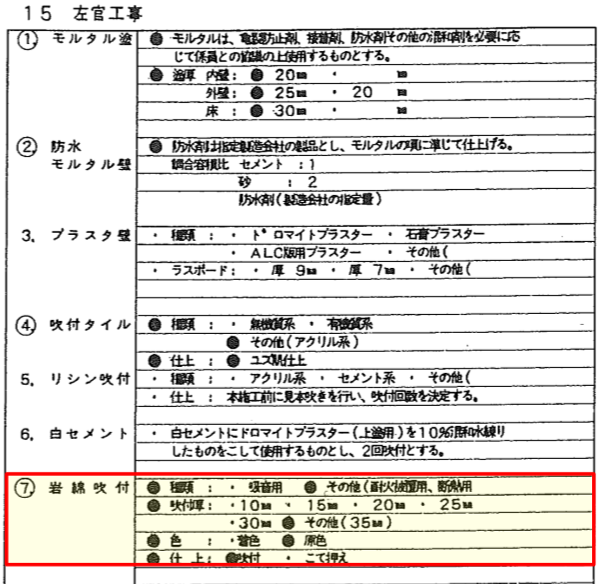 15 左官工事
① モルタル塗 ● モルタルは、電裂防止剤、接着剤、防水剤その他の混和剤を必要に応
じて係員との協議の上使用するものとする。
● 塗厚 内壁: ● 20㎜ ・ ㎜
外壁: ● 25㎜ ・ 20 ㎜
床 : ● 30㎜ ・ ㎜
② 防水 ● 防水剤は指定製造会社の製品とし、モルタルの項に準じて仕上げる。
モルタル壁 調合容積比 セメント :1
砂 : 2
防水剤(製造会社の指定量)
3. プラスタ壁 ・ 種類 : ・ ドロマイトプラスター ・ 石膏プラスター
・ ALC版用プラスター ・ その他(
・ ラスボード: ・ 厚 9㎜ ・ 厚 7㎜ ・ その他(
④ 吹付タイル ● 種類 : ・ 無機質系 ・ 有機質系
● その他(アクリル系)
● 仕上 : ● ユズ肌仕上
5. リシン吹付 ・ 種類 : ・ アクリル系 ・ セメント系 ・ その他(
・ 仕上 : 本施工前に見本吹きを行い、吹付回数を決定する。
6. 白セメント ・ 白セメントにドロマイトプラスター(上塗用)を10%混和水練り
したものをこして使用するものとし、2回吹付とする。
⑦ 岩綿吹付 ● 種類 : ・ 吸音用 ● その他(耐火被覆用、断熱用
● 吹付厚: ・10㎜ ・ 15㎜ ・ 20㎜ ・ 25㎜
・30㎜ ● その他(35㎜)
● 色 : ・着色 ● 原色
● 仕 上: ●吹付 ・ こて押え